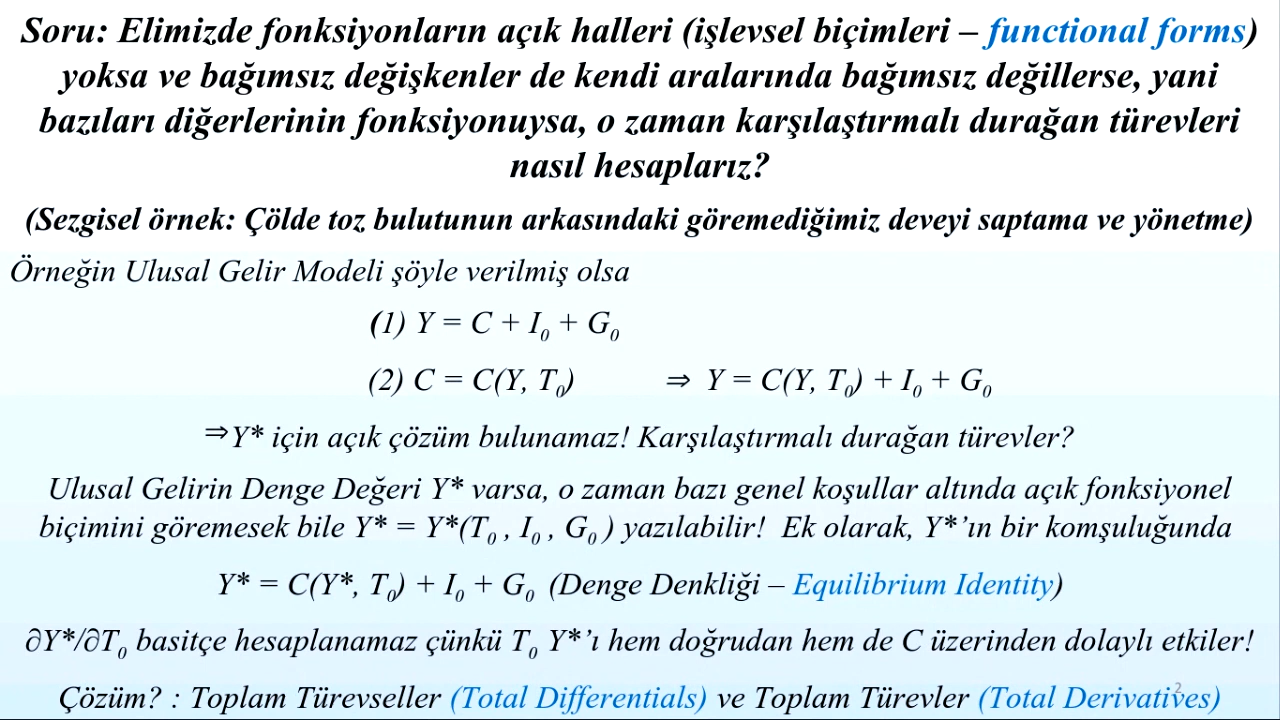 Soru: Elimizde fonksiyonların açık halleri (işlevsel biçimleri – functional forms)
yoksa ve bağımsız değişkenler de kendi aralarında bağımsız değillerse, yani
bazıları diğerlerinin fonksiyonuysa, o zaman karşılaştırmalı durağan türevleri
nasıl hesaplarız?
(Sezgisel örnek: Çölde toz bulutunun arkasındaki göremediğimiz deveyi saptama ve yönetme)
Örneğin Ulusal Gelir Modeli şöyle verilmiş olsa
(1) Y = C + I₀ + G₀
(2) C = C(Y, T₀) ⇒ Y = C(Y, T₀) + I₀ + G₀
⇒Y* için açık çözüm bulunamaz! Karşılaştırmalı durağan türevler?
Ulusal Gelirin Denge Değeri Y* varsa, o zaman bazı genel koşullar altında açık fonksiyonel
biçimini göremesek bile Y* = Y*(T₀ , I₀ , G₀ ) yazılabilir! Ek olarak, Y*’ın bir komşuluğunda
Y* = C(Y*, T₀) + I₀ + G₀ (Denge Denkliği – Equilibrium Identity)
∂Y*/∂T₀ basitçe hesaplanamaz çünkü T₀ Y*’ı hem doğrudan hem de C üzerinden dolaylı etkiler!
Çözüm? : Toplam Türevseller (Total Differentials) ve Toplam Türevler (Total Derivatives)
2